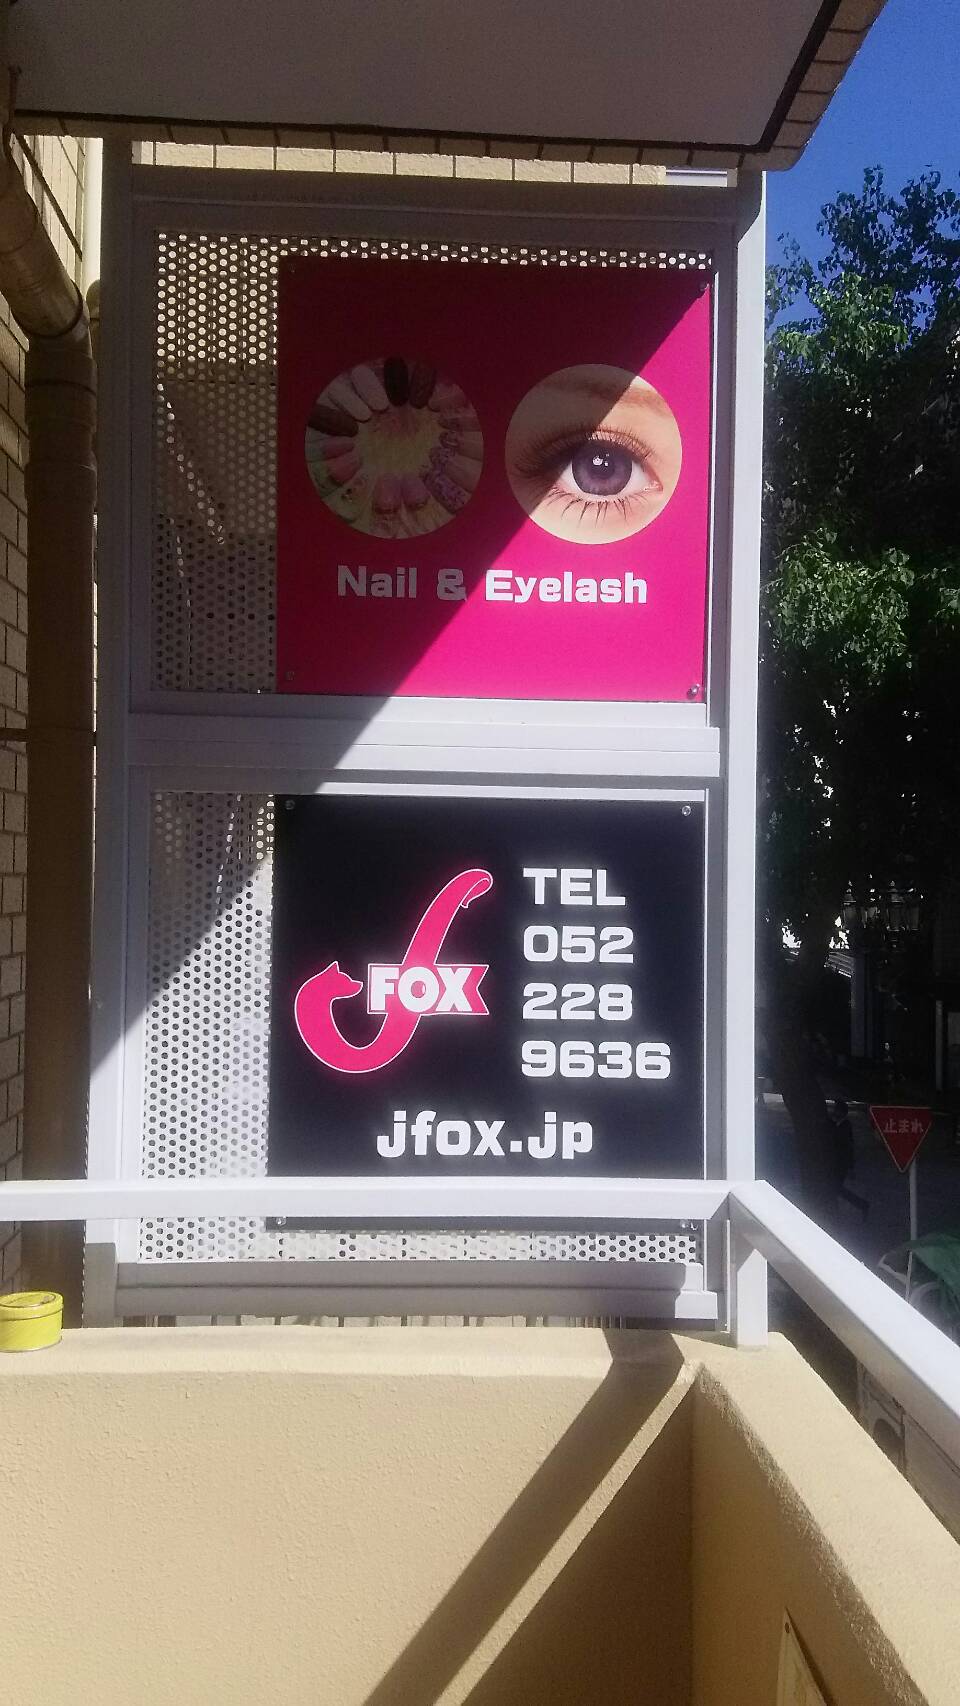 Nail & Eyelash
FOX
TEL
052
228
9636
jfox.jp
止まれ